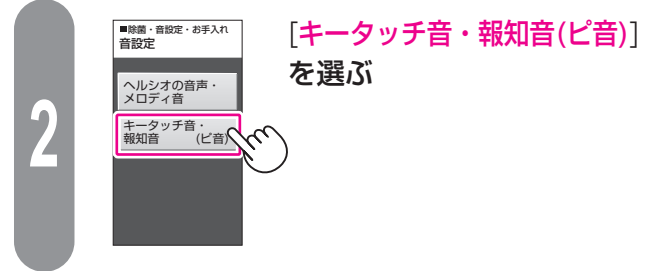 2
■除菌・音設定・お手入れ
音設定
ヘルシオの音声・
メロディ音
キータッチ音・
報知音 (ピ音)
[キータッチ音・報知音(ピ音)]
を選ぶ